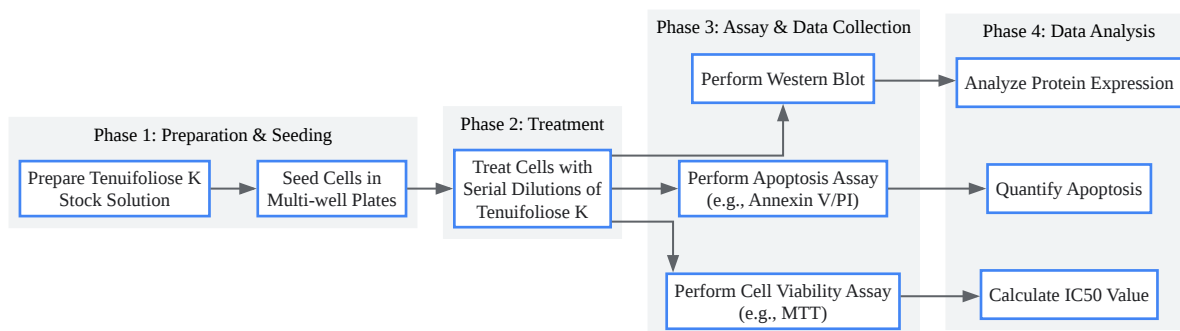 Phase 1: Preparation & Seeding
Prepare Tenuifoliose K
Stock Solution
Seed Cells in
Multi-well Plates
Phase 2: Treatment
Treat Cells with
Serial Dilutions of
Tenuifoliose K
Phase 3: Assay & Data Collection
Perform Western Blot
Perform Apoptosis Assay
(e.g., Annexin V/PI)
Perform Cell Viability Assay
(e.g., MTT)
Phase 4: Data Analysis
Analyze Protein Expression
Quantify Apoptosis
Calculate IC50 Value